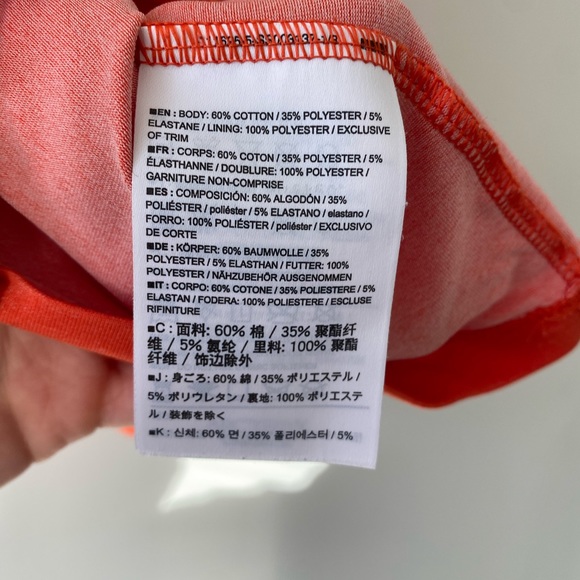 ■EN : BODY: 60% COTTON / 35% POLYESTER / 5%
ELASTANE / LINING: 100% POLYESTER / EXCLUSIVE
OF TRIM
■FR : CORPS: 60% COTON / 35% POLYESTER / 5%
ÉLASTHANNE / DOUBLURE: 100% POLYESTER /
GARNITURE NON-COMPRISE
■ES : COMPOSICIÓN: 60% ALGODÓN / 35%
POLIÉSTER / poliéster / 5% ELASTANO / elastano /
FORRO: 100% POLIÉSTER / poliéster / EXCLUSIVO
DE CORTE
■DE : KÖRPER: 60% BAUMWOLLE / 35%
POLYESTER / 5% ELASTHAN / FUTTER: 100%
POLYESTER / NÄHZUBEHÖR AUSGENOMMEN
■IT : CORPO: 60% COTONE / 35% POLIESTERE / 5%
ELASTAN / FODERA: 100% POLIESTERE / ESCLUSE
RIFINITURE
■C : 面料: 60% 棉 / 35% 聚酯纤
维 / 5% 氨纶 / 里料: 100% 聚酯
纤维 / 饰边除外
■J : 身ごろ: 60% 綿 / 35% ポリエステル /
5% ポリウレタン / 裏地: 100% ポリエステ
ル / 装飾を除く
■K : 신체: 60% 면 / 35% 폴리에스터 / 5%